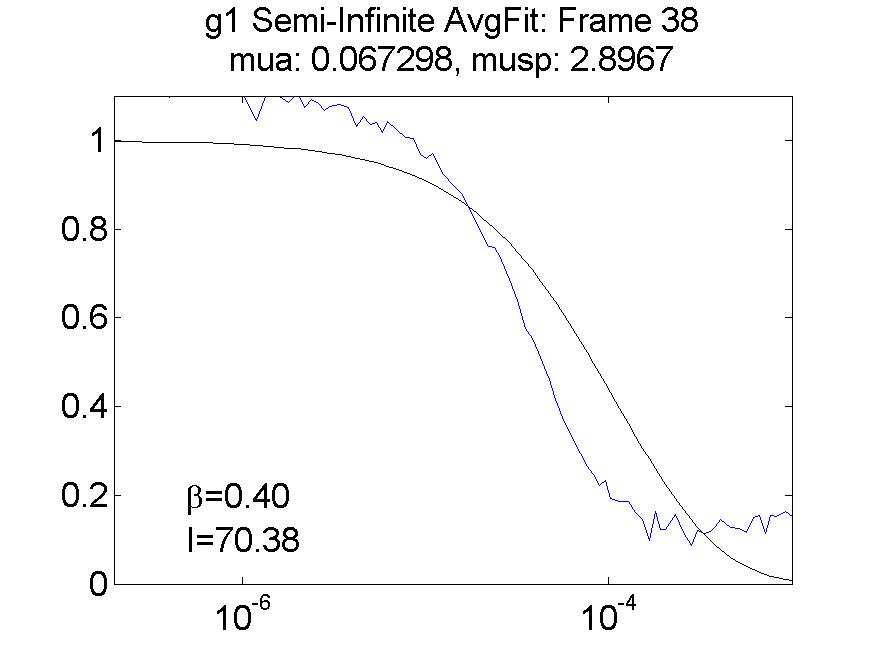 g1 Semi-Infinite AvgFit: Frame 38
mua: 0.067298, musp: 2.8967
1
0.8
0.6
0.4
0.2
0
β=0.40
I=70.38
10^-6
10^-4